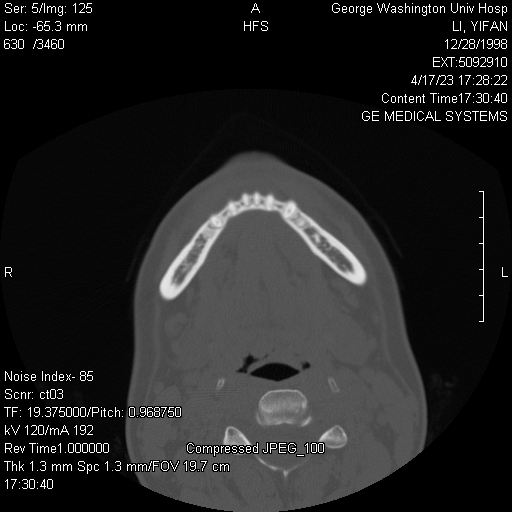 Ser: 5/Img: 125
Loc: -65.3 mm
630 /3460
A
HFS
George Washington Univ Hosp
LI, YIFAN
12/28/1998
EXT:5092910
4/17/23 17:28:22
Content Time17:30:40
GE MEDICAL SYSTEMS
R
L
Noise Index- 85
Scnr: ct03
TF: 19.375000/Pitch: 0.968750
kV 120/mA 192
Rev Time1.000000
Compressed JPEG_100
Thk 1.3 mm Spc 1.3 mm/FOV 19.7 cm
17:30:40